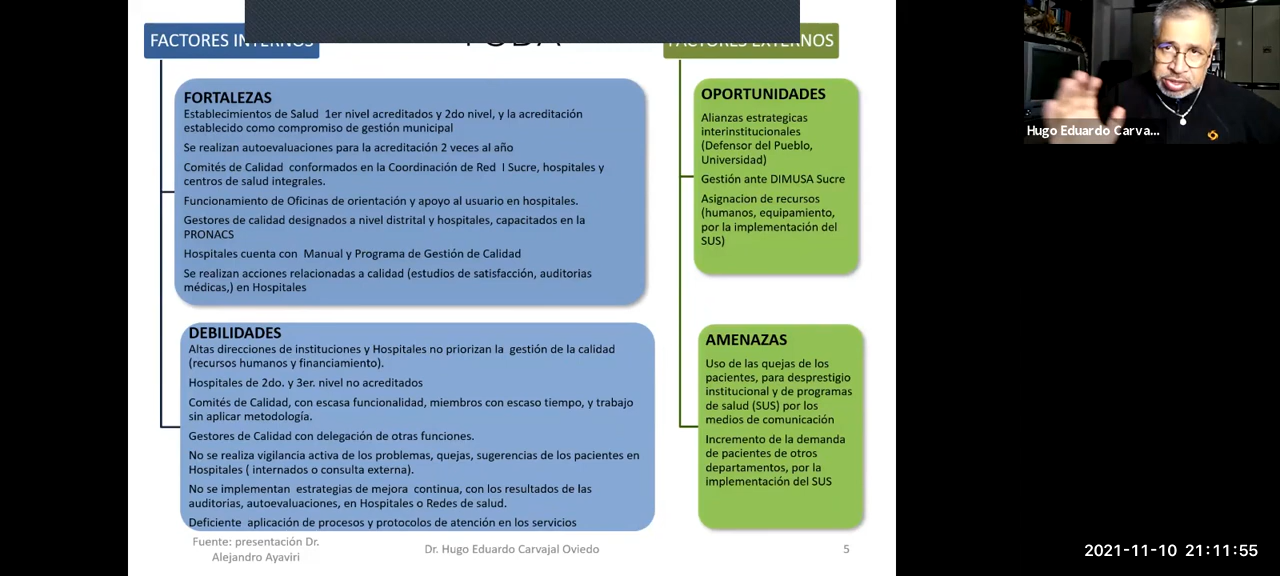 FACTORES INTERNOS
FODA
FACTORES EXTERNOS
FORTALEZAS
Establecimientos de Salud 1er nivel acreditados y 2do nivel, y la acreditación
establecido como compromiso de gestión municipal
Se realizan autoevaluaciones para la acreditación 2 veces al año
Comités de Calidad conformados en la Coordinación de Red I Sucre, hospitales y
centros de salud integrales.
Funcionamiento de Oficinas de orientación y apoyo al usuario en hospitales.
Gestores de calidad designados a nivel distrital y hospitales, capacitados en la
PRONACS
Hospitales cuenta con Manual y Programa de Gestión de Calidad
Se realizan acciones relacionadas a calidad (estudios de satisfacción, auditorias
médicas,) en Hospitales
OPORTUNIDADES
Alianzas estrategicas
interinstitucionales
(Defensor del Pueblo,
Universidad)
Gestión ante DIMUSA Sucre
Asignacion de recursos
(humanos, equipamiento,
por la implementación del
SUS)
DEBILIDADES
Altas direcciones de instituciones y Hospitales no priorizan la gestión de la calidad
(recursos humanos y financiamiento).
Hospitales de 2do. y 3er. nivel no acreditados
Comités de Calidad, con escasa funcionalidad, miembros con escaso tiempo, y trabajo
sin aplicar metodología.
Gestores de Calidad con delegación de otras funciones.
No se realiza vigilancia activa de los problemas, quejas, sugerencias de los pacientes en
Hospitales ( internados o consulta externa).
No se implementan estrategias de mejora continua, con los resultados de las
auditorias, autoevaluaciones, en Hospitales o Redes de salud.
Deficiente aplicación de procesos y protocolos de atención en los servicios
AMENAZAS
Uso de las quejas de los
pacientes, para desprestigio
institucional y de programas
de salud (SUS) por los
medios de comunicación
Incremento de la demanda
de pacientes de otros
departamentos, por la
implementación del SUS
Fuente: presentación Dr.
Alejandro Ayaviri
Dr. Hugo Eduardo Carvajal Oviedo
5
Hugo Eduardo Carva...
2021-11-10 21:11:55